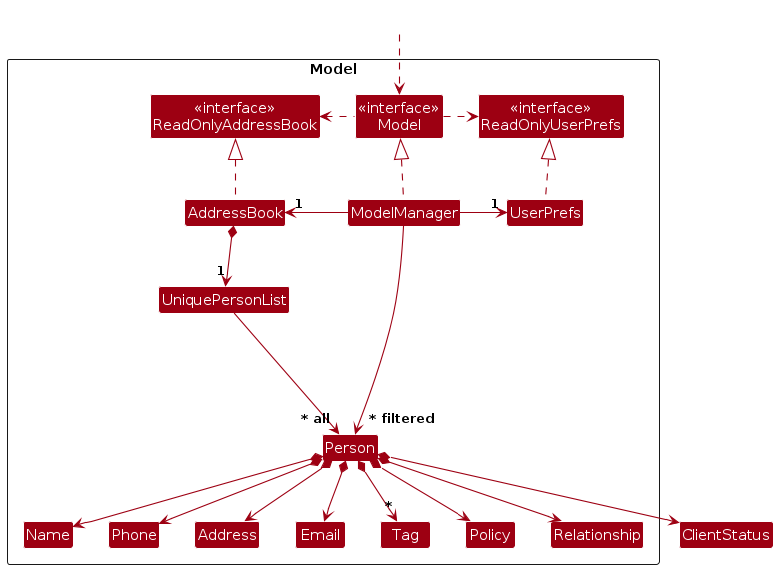 Model
«interface»
ReadOnlyAddressBook
«interface»
Model
«interface»
ReadOnlyUserPrefs
AddressBook
1
ModelManager
1
UserPrefs
1
UniquePersonList
* all
* filtered
Person
*
Name
Phone
Address
Email
Tag
Policy
Relationship
ClientStatus